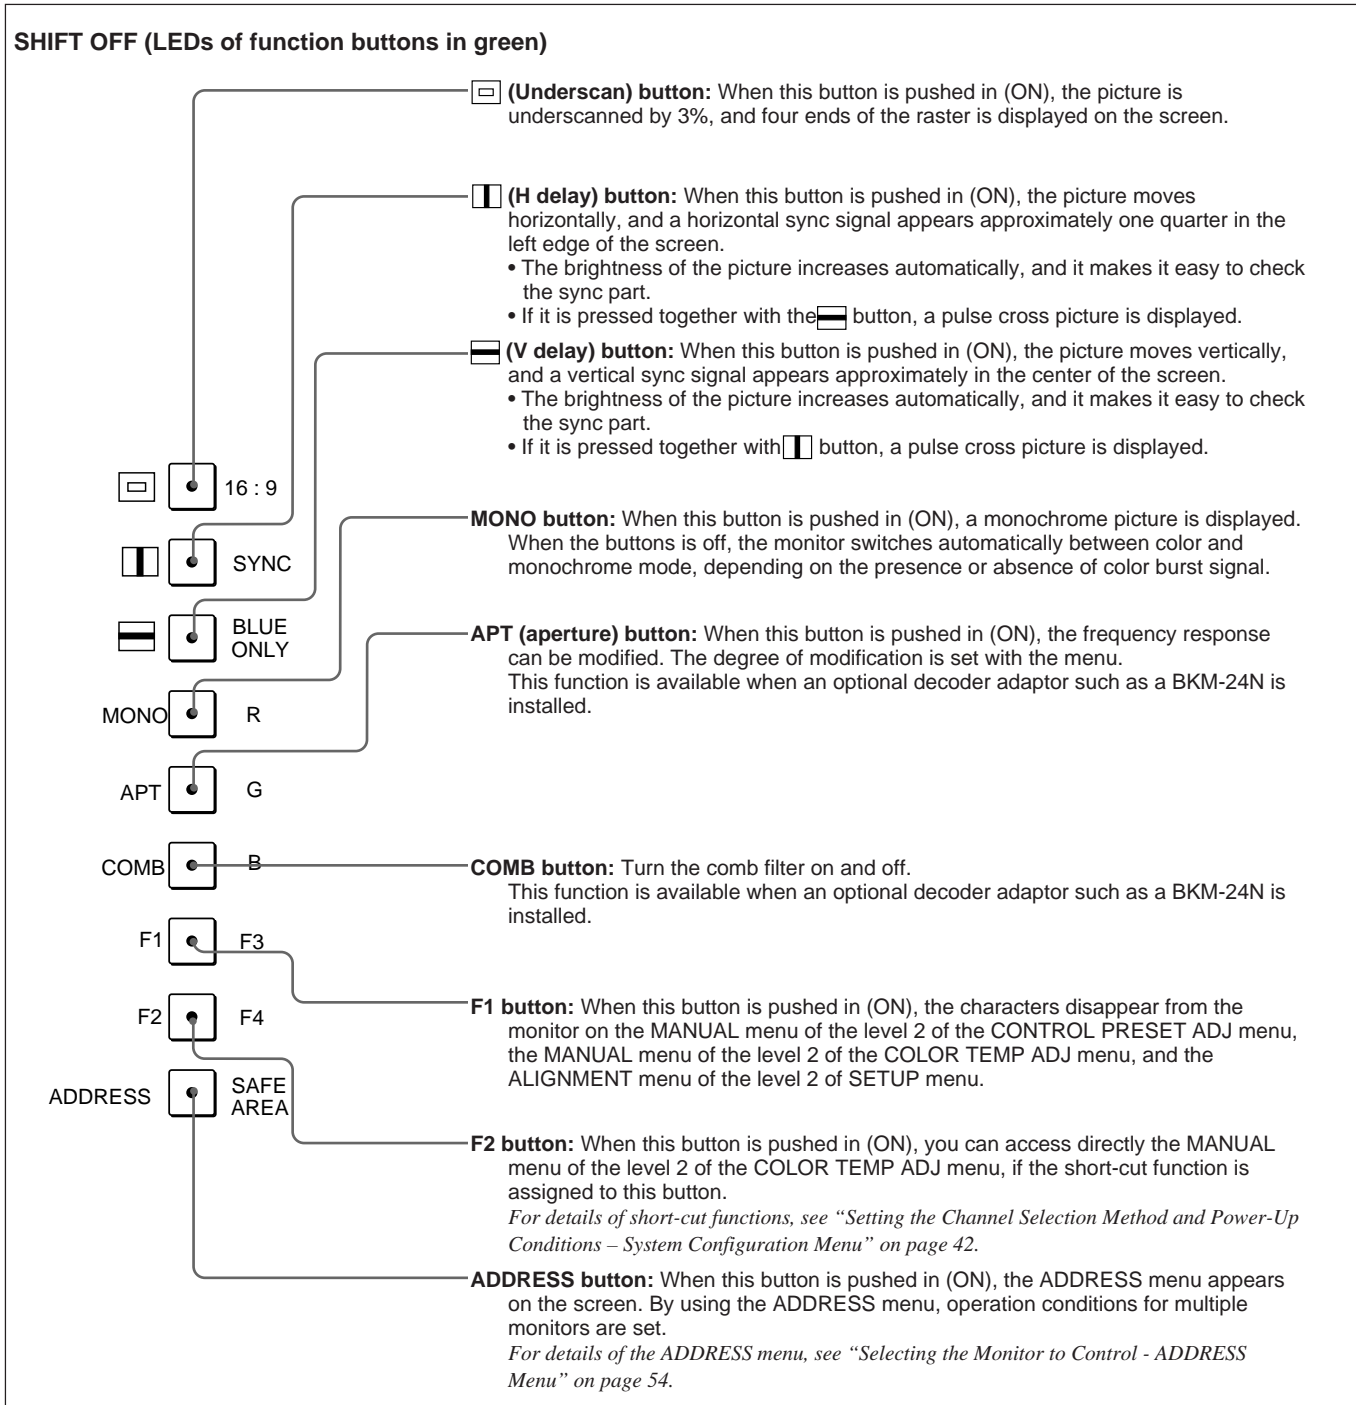 SHIFT OFF (LEDs of function buttons in green)
(Underscan) button: When this button is pushed in (ON), the picture is
underscanned by 3%, and four ends of the raster is displayed on the screen.
(H delay) button: When this button is pushed in (ON), the picture moves
horizontally, and a horizontal sync signal appears approximately one quarter in the
left edge of the screen.
• The brightness of the picture increases automatically, and it makes it easy to check
the sync part.
• If it is pressed together with the button, a pulse cross picture is displayed.
(V delay) button: When this button is pushed in (ON), the picture moves vertically,
and a vertical sync signal appears approximately in the center of the screen.
• The brightness of the picture increases automatically, and it makes it easy to check
the sync part.
• If it is pressed together with button, a pulse cross picture is displayed.
16 : 9
SYNC
BLUE
ONLY
MONO R
APT G
COMB B
F1 F3
F2 F4
ADDRESS SAFE
AREA
MONO button: When this button is pushed in (ON), a monochrome picture is displayed.
When the buttons is off, the monitor switches automatically between color and
monochrome mode, depending on the presence or absence of color burst signal.
APT (aperture) button: When this button is pushed in (ON), the frequency response
can be modified. The degree of modification is set with the menu.
This function is available when an optional decoder adaptor such as a BKM-24N is
installed.
COMB button: Turn the comb filter on and off.
This function is available when an optional decoder adaptor such as a BKM-24N is
installed.
F1 button: When this button is pushed in (ON), the characters disappear from the
monitor on the MANUAL menu of the level 2 of the CONTROL PRESET ADJ menu,
the MANUAL menu of the level 2 of the COLOR TEMP ADJ menu, and the
ALIGNMENT menu of the level 2 of SETUP menu.
F2 button: When this button is pushed in (ON), you can access directly the MANUAL
menu of the level 2 of the COLOR TEMP ADJ menu, if the short-cut function is
assigned to this button.
For details of short-cut functions, see “Setting the Channel Selection Method and Power-Up
Conditions – System Configuration Menu” on page 42.
ADDRESS button: When this button is pushed in (ON), the ADDRESS menu appears
on the screen. By using the ADDRESS menu, operation conditions for multiple
monitors are set.
For details of the ADDRESS menu, see “Selecting the Monitor to Control - ADDRESS
Menu” on page 54.